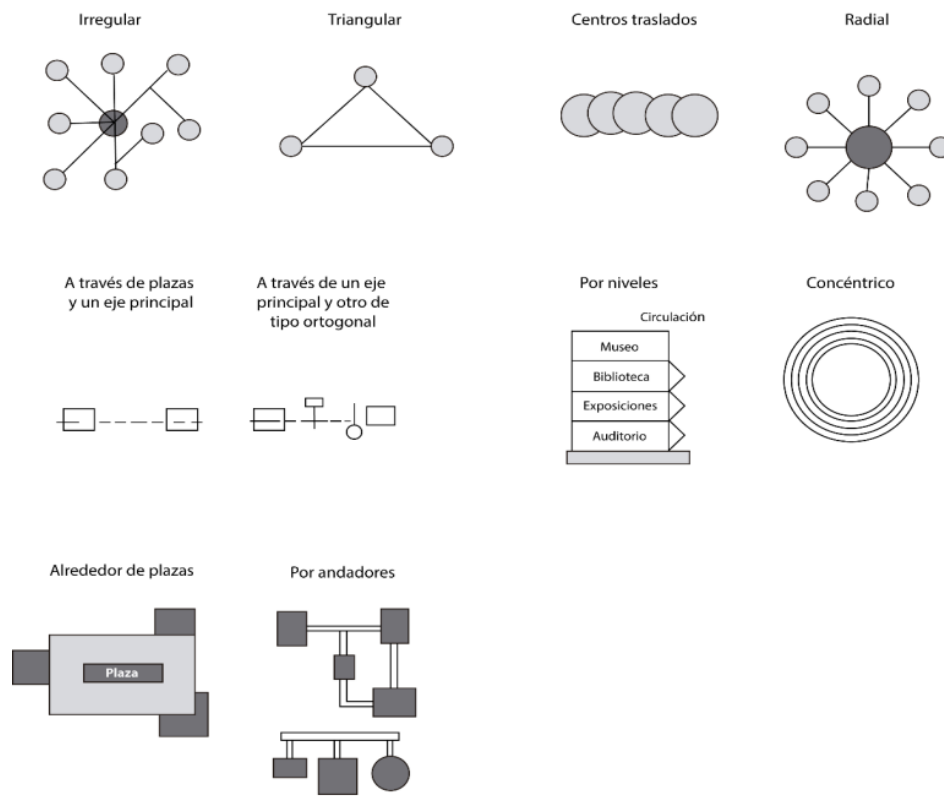 Irregular
Triangular
Centros traslados
Radial
A través de plazas
y un eje principal
A través de un eje
principal y otro de
tipo ortogonal
Por niveles
Circulación
Museo
Biblioteca
Exposiciones
Auditorio
Concéntrico
Alrededor de plazas
Plaza
Por andadores